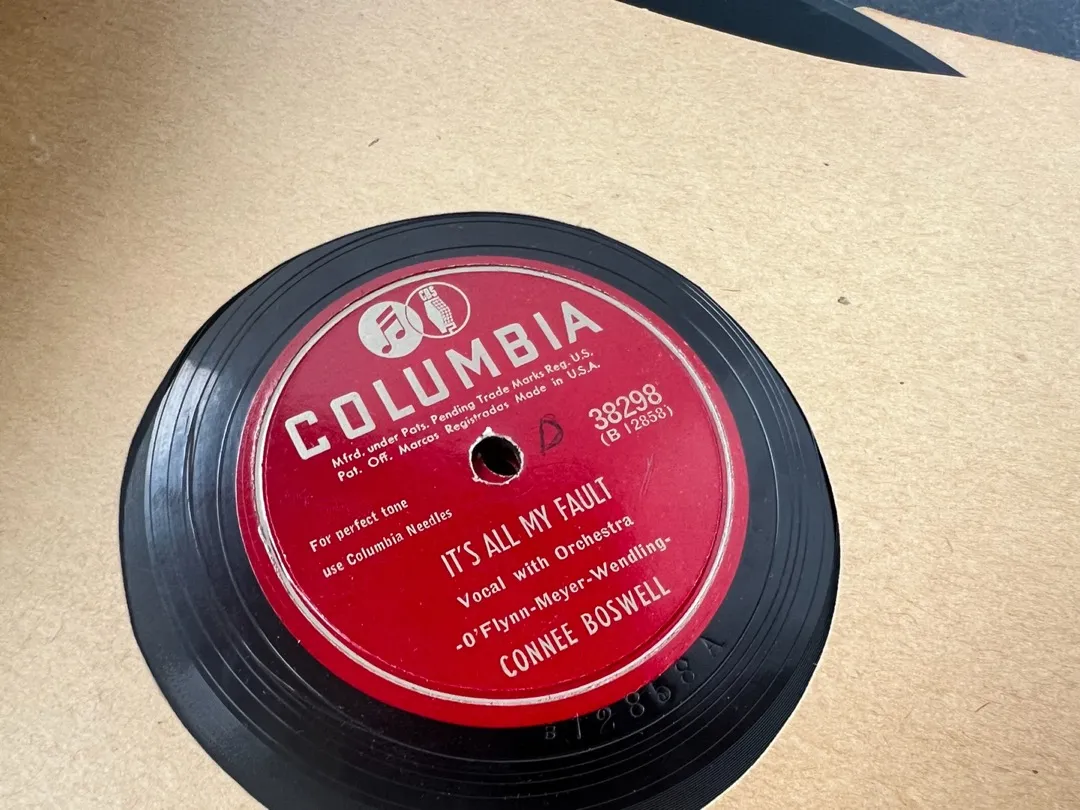 CBS
COLUMBIA
Mfrd. under Pats. Pending Trade Marks Reg. U.S.
Pat. Off. Marcas Registradas Made in U.S.A.
D
38298
(B 12858)
For perfect tone
use Columbia Needles
IT'S ALL MY FAULT
Vocal with Orchestra
-O'Flynn-Meyer-Wendling-
CONNEE BOSWELL
B 12858 A